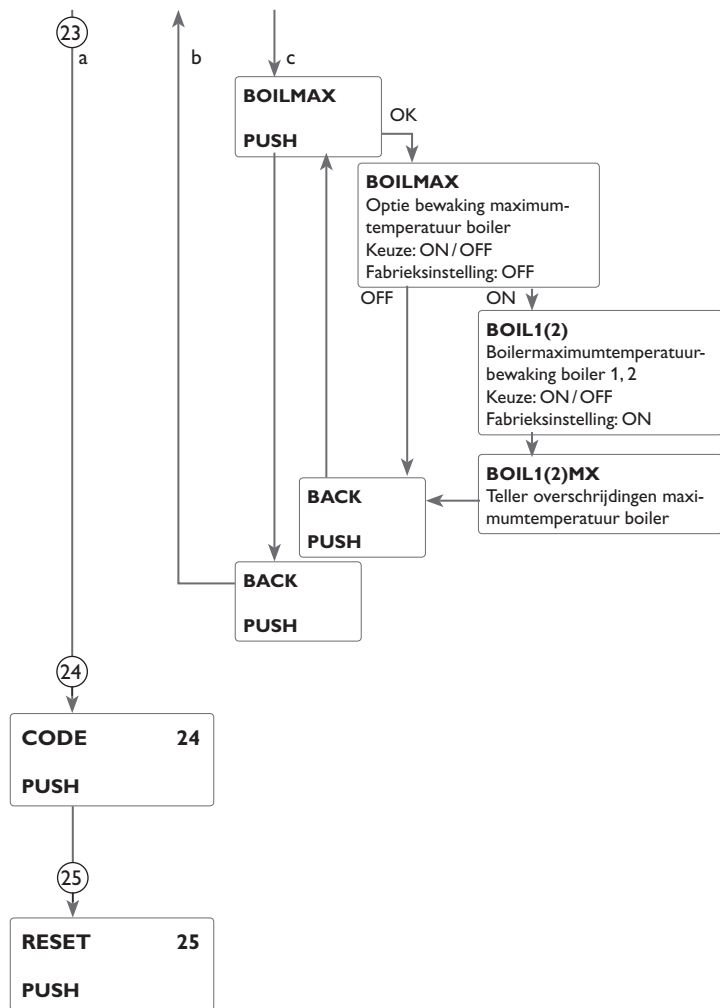 23
a
b
c
BOILMAX
PUSH
OK
BOILMAX
Optie bewaking maximum-
temperatuur boiler
Keuze: ON / OFF
Fabrieksinstelling: OFF
OFF
ON
BOIL1(2)
Boilermaximumtemperatuur-
bewaking boiler 1, 2
Keuze: ON / OFF
Fabrieksinstelling: ON
BOIL1(2)MX
Teller overschrijdingen maxi-
mumtemperatuur boiler
BACK
PUSH
BACK
PUSH
24
CODE 24
PUSH
25
RESET 25
PUSH